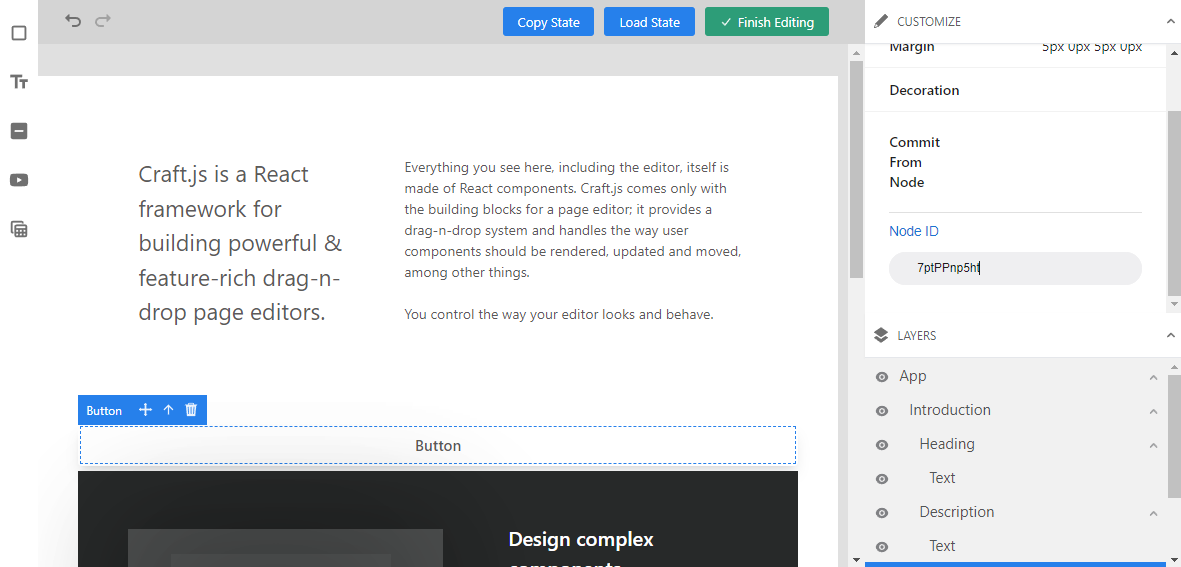 Copy State
Load State
Finish Editing
CUSTOMIZE
Margin
5px 0px 5px 0px
Decoration
Commit
From
Node
Node ID
7ptPPnp5hf
Craft.js is a React
framework for
building powerful &
feature-rich drag-n-
drop page editors.
Everything you see here, including the editor, itself is
made of React components. Craft.js comes only with
the building blocks for a page editor; it provides a
drag-n-drop system and handles the way user
components should be rendered, updated and moved,
among other things.
You control the way your editor looks and behave.
Button
Button
Design complex
components
LAYERS
App
Introduction
Heading
Text
Description
Text